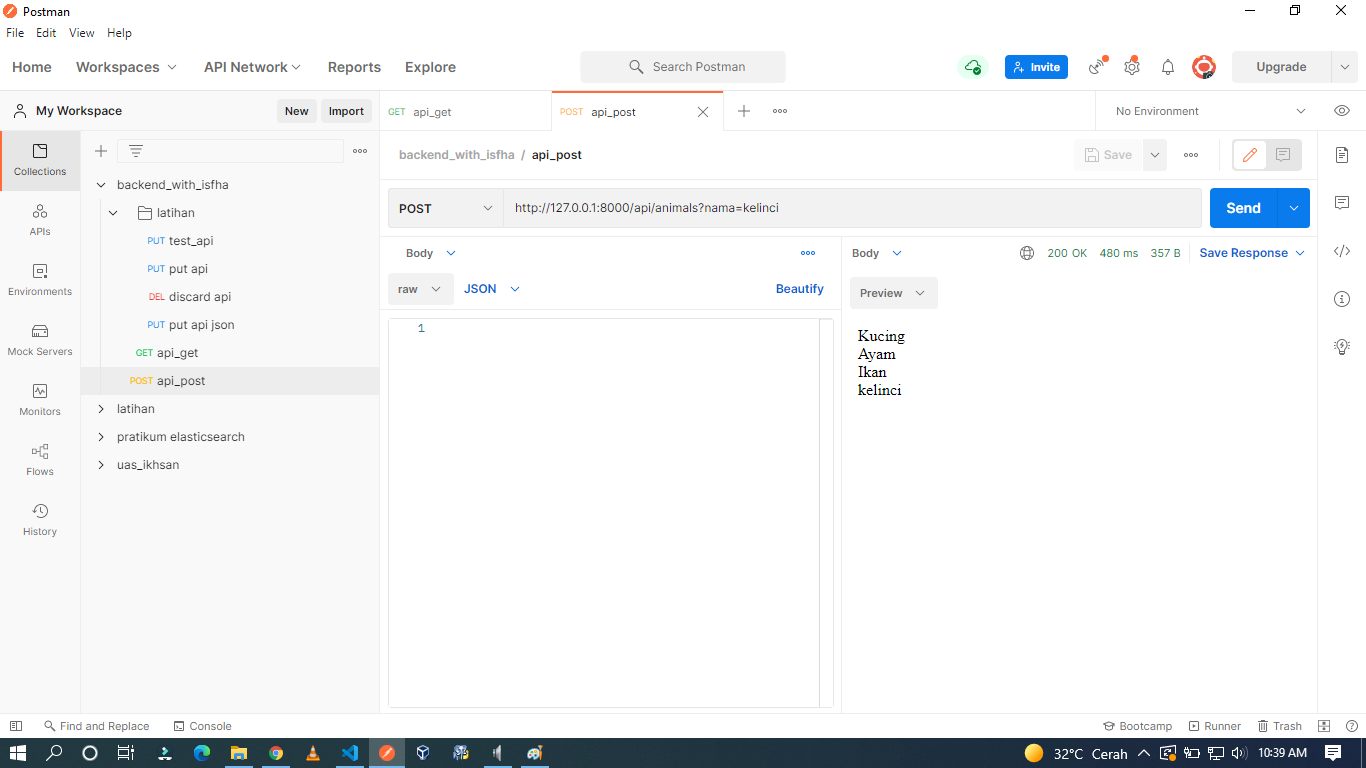 Postman
File Edit View Help
Home Workspaces API Network Reports Explore
Search Postman
Invite
Upgrade
My Workspace
New Import
GET api_get
POST api_post
No Environment
Collections
APIs
Environments
Mock Servers
Monitors
Flows
History
backend_with_isfha
latihan
PUT test_api
PUT put api
DEL discard api
PUT put api json
GET api_get
POST api_post
latihan
pratikum elasticsearch
uas_ikhsan
backend_with_isfha / api_post
Save
POST http://127.0.0.1:8000/api/animals?nama=kelinci
Send
Body
raw JSON Beautify
1
Body 200 OK 480 ms 357 B Save Response
Preview
Kucing
Ayam
Ikan
kelinci
Find and Replace Console
Bootcamp Runner Trash
32°C Cerah 10:39 AM